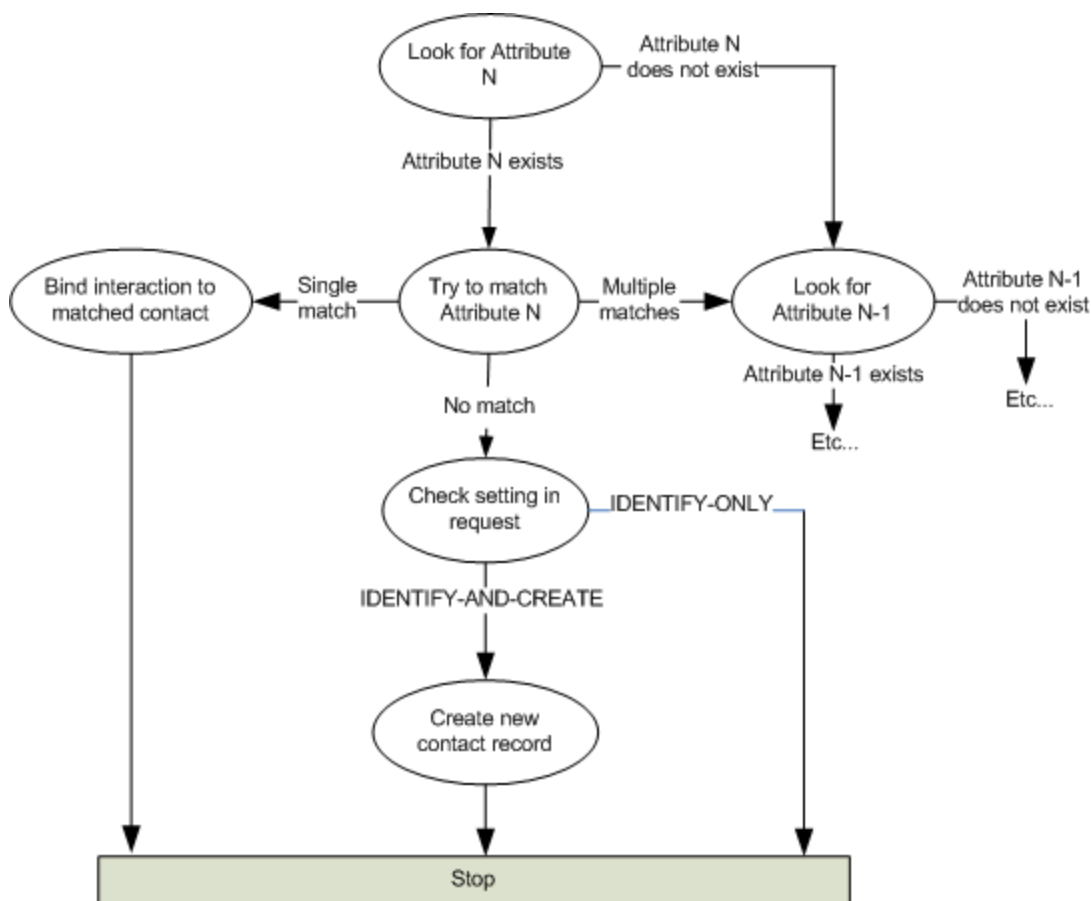 Look for Attribute
N
Attribute N
does not exist
Attribute N exists
Bind interaction to
matched contact
Single
match
Try to match
Attribute N
Multiple
matches
Look for
Attribute N-1
Attribute N-1
does not exist
Attribute N-1 exists
Etc...
Etc...
No match
Check setting in
request
IDENTIFY-ONLY
IDENTIFY-AND-CREATE
Create new
contact record
Stop